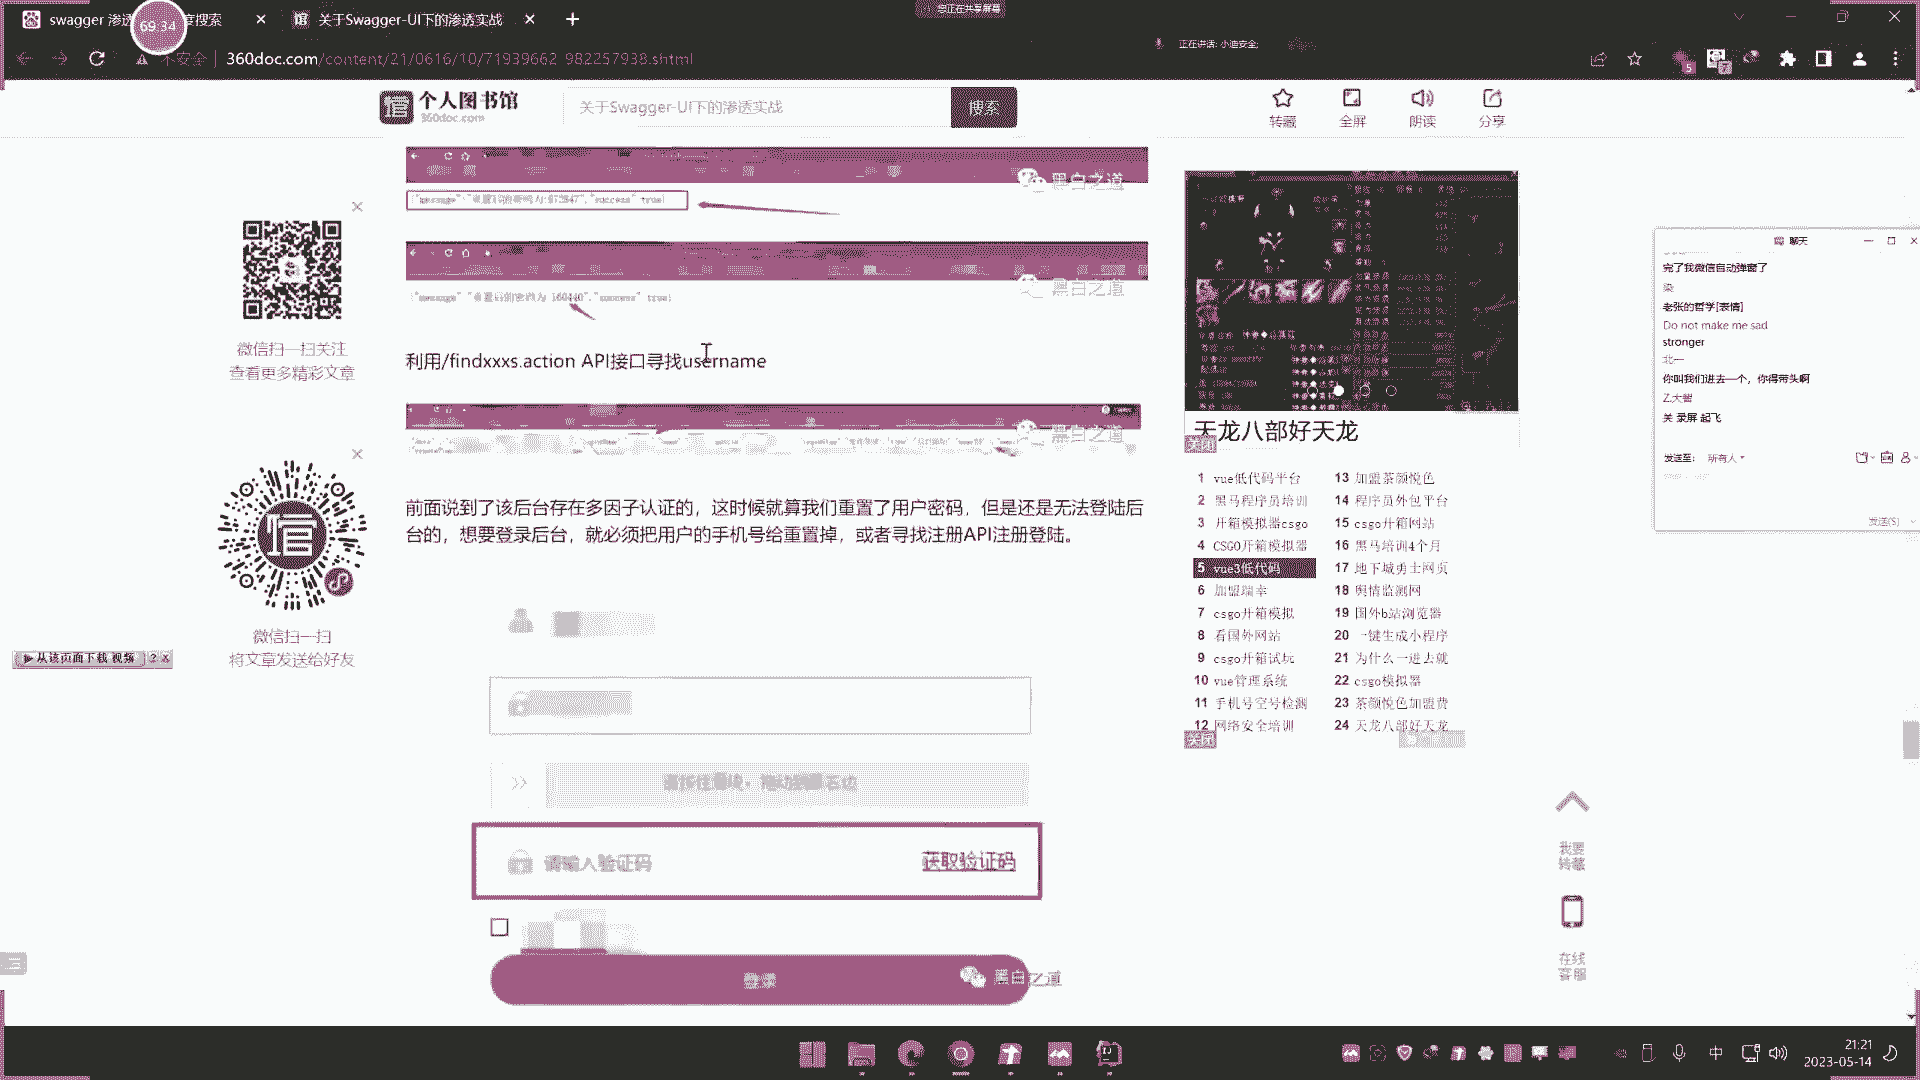 swagger 渗
度搜索
69:34
关于Swagger-UI下的渗透实战
您正在共享屏幕
正在讲话: 小迪安全;
不安全
360doc.com/content/21/0616/10/71939662_982257938.shtml
个人图书馆
360doc.com
关于Swagger-UI下的渗透实战
搜索
转藏
全屏
朗读
分享
黑白之道
黑白之道
利用/findxxxs.action API接口寻找username
黑白之道
前面说到了该后台存在多因子认证的，这时候就算我们重置了用户密码，但是还是无法登陆后
台的，想要登录后台，就必须把用户的手机号给重置掉，或者寻找注册API注册登陆。
请输入验证码
获取验证码
登录
黑白之道
微信扫一扫关注
查看更多精彩文章
微信扫一扫
将文章发送给好友
从该页面下载 视频
? x
天龙八部好天龙
关闭
1 vue低代码平台
2 黑马程序员培训
3 开箱模拟器csgo
4 CSGO开箱模拟器
5 vue3低代码
6 加盟瑞幸
7 csgo开箱模拟
8 看国外网站
9 csgo开箱试玩
10 vue管理系统
11 手机号空号检测
12 网络安全培训
13 加盟茶颜悦色
14 程序员外包平台
15 csgo开箱网站
16 黑马培训4个月
17 地下城勇士网页
18 舆情监测网
19 国外b站浏览器
20 一键生成小程序
21 为什么一进去就
22 csgo模拟器
23 茶颜悦色加盟费
24 天龙八部好天龙
关闭
我要
转藏
在线
客服
聊天
完了我微信自动弹窗了
染
老张的哲学[表情]
Do not make me sad
stronger
北一
你叫我们进去一个，你得带头啊
乙大警
关 录屏 起飞
发送至: 所有人
发送(S)
中
21:21
2023-05-14